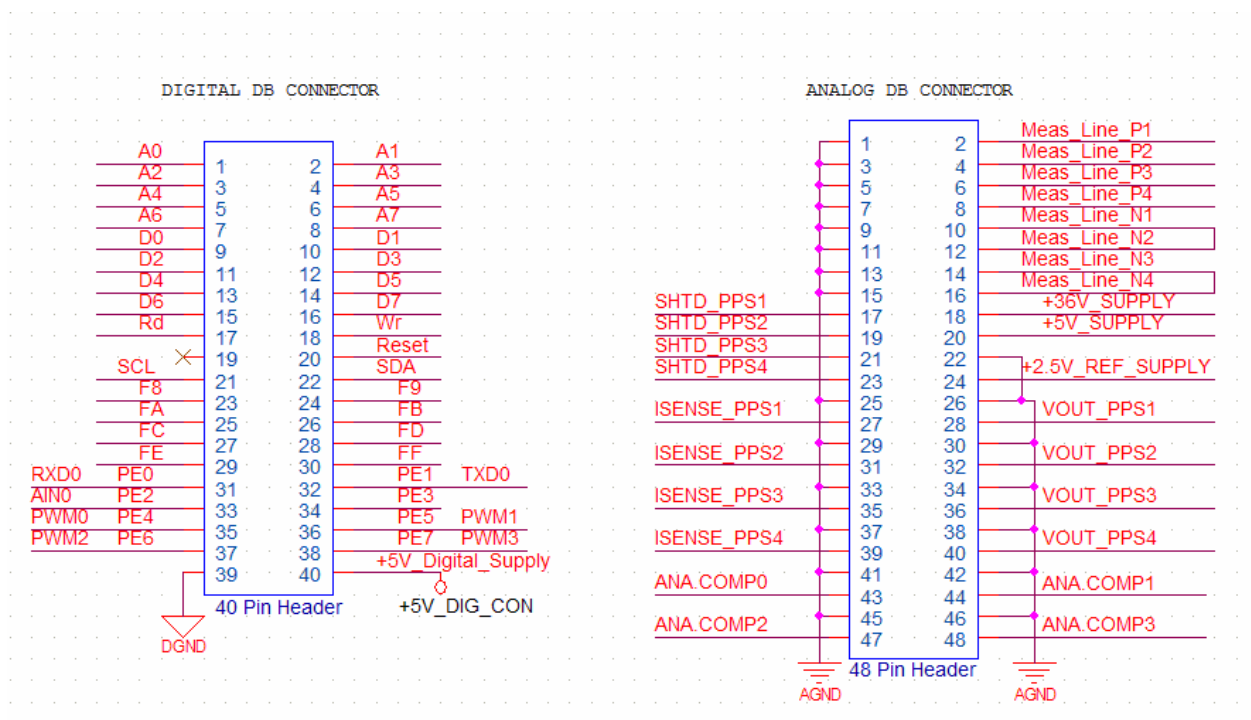 DIGITAL DB CONNECTOR
A0 1 2 A1
A2 3 4 A3
A4 5 6 A5
A6 7 8 A7
D0 9 10 D1
D2 11 12 D3
D4 13 14 D5
D6 15 16 D7
Rd 17 18 Wr
19 20 Reset
SCL 21 22 SDA
F8 23 24 F9
FA 25 26 FB
FC 27 28 FD
FE 29 30 FF
RXD0 PE0 31 32 PE1 TXD0
AIN0 PE2 33 34 PE3
PWM0 PE4 35 36 PE5 PWM1
PWM2 PE6 37 38 PE7 PWM3
39 40 +5V_Digital_Supply
40 Pin Header
+5V_DIG_CON
DGND
ANALOG DB CONNECTOR
1 2 Meas_Line_P1
3 4 Meas_Line_P2
5 6 Meas_Line_P3
7 8 Meas_Line_P4
9 10 Meas_Line_N1
11 12 Meas_Line_N2
13 14 Meas_Line_N3
15 16 Meas_Line_N4
SHTD_PPS1 17 18 +36V_SUPPLY
SHTD_PPS2 19 20 +5V_SUPPLY
SHTD_PPS3 21 22
SHTD_PPS4 23 24 +2.5V_REF_SUPPLY
25 26
ISENSE_PPS1 27 28 VOUT_PPS1
29 30
ISENSE_PPS2 31 32 VOUT_PPS2
33 34
ISENSE_PPS3 35 36 VOUT_PPS3
37 38
ISENSE_PPS4 39 40 VOUT_PPS4
41 42
ANA.COMP0 43 44 ANA.COMP1
45 46
ANA.COMP2 47 48 ANA.COMP3
48 Pin Header
AGND
AGND